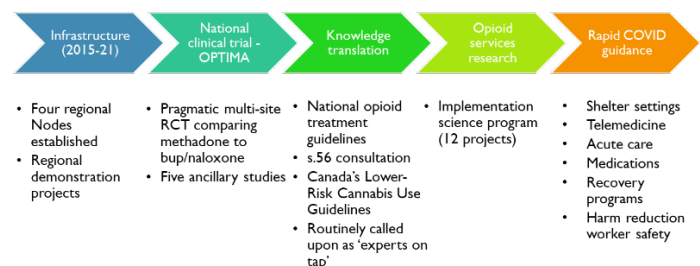 Infrastructure
(2015-21)
National
clinical trial -
OPTIMA
Knowledge
translation
Opioid
services
research
Rapid COVID
guidance
• Four regional
Nodes
established
• Regional
demonstration
projects
• Pragmatic multi-site
RCT comparing
methadone to
bup/naloxone
• Five ancillary studies
• National opioid
treatment
guidelines
• s.56 consultation
• Canada's Lower-
Risk Cannabis Use
Guidelines
• Routinely called
upon as 'experts on
tap'
• Implementation
science program
(12 projects)
• Shelter settings
• Telemedicine
• Acute care
• Medications
• Recovery
programs
• Harm reduction
worker safety